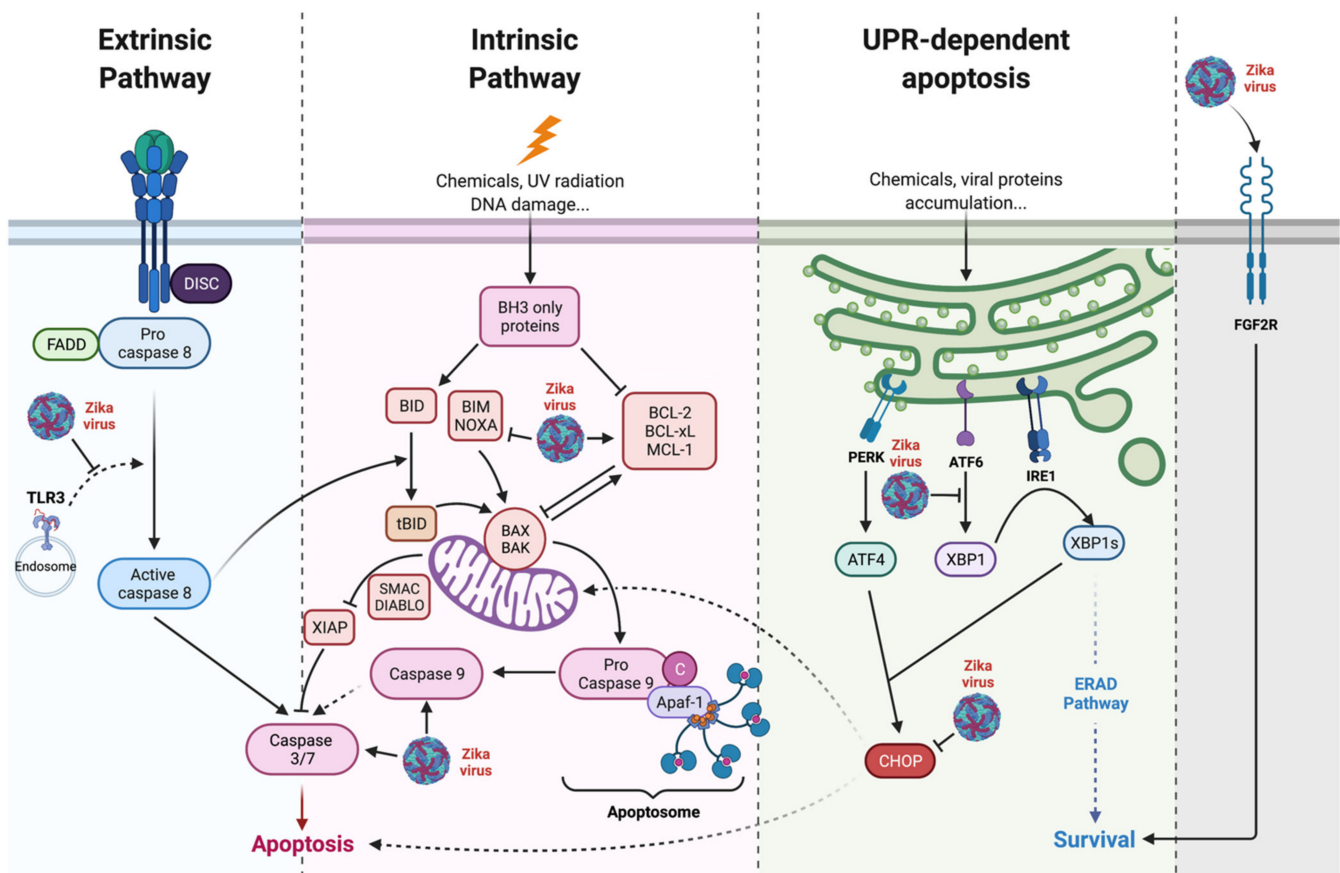 Extrinsic
Pathway
DISC
FADD
Pro
caspase 8
Zika
virus
TLR3
Endosome
Active
caspase 8
Intrinsic
Pathway
Chemicals, UV radiation
DNA damage...
BH3 only
proteins
BID
BIM
NOXA
Zika
virus
BCL-2
BCL-xL
MCL-1
tBID
BAX
BAK
SMAC
DIABLO
XIAP
Caspase 9
Pro
Caspase 9
C
Apaf-1
Caspase
3/7
Zika
virus
Apoptosome
Apoptosis
UPR-dependent
apoptosis
Chemicals, viral proteins
accumulation...
PERK
Zika
virus
ATF6
IRE1
ATF4
XBP1
XBP1s
Zika
virus
ERAD
Pathway
CHOP
Survival
Zika
virus
FGF2R